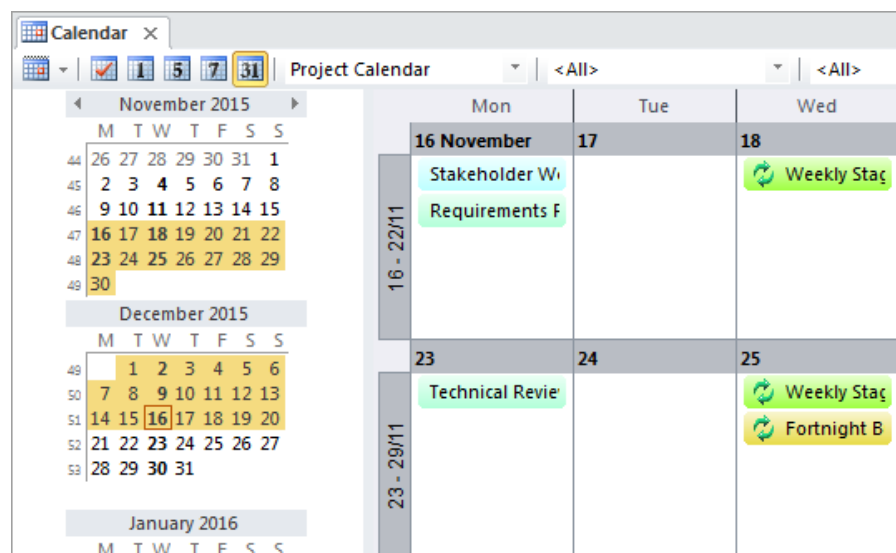 Calendar
1 5 7 31 Project Calendar <All> <All>
November 2015
M T W T F S S
44 26 27 28 29 30 31 1
45 2 3 4 5 6 7 8
46 9 10 11 12 13 14 15
47 16 17 18 19 20 21 22
48 23 24 25 26 27 28 29
49 30
December 2015
M T W T F S S
49 1 2 3 4 5 6
50 7 8 9 10 11 12 13
51 14 15 16 17 18 19 20
52 21 22 23 24 25 26 27
53 28 29 30 31
January 2016
M T W T F S S
Mon Tue Wed
16 November 17 18
16 - 22/11
Stakeholder Weekly Stag
Requirements
23 24 25
23 - 29/11
Technical Review Weekly Stag
Fortnight B